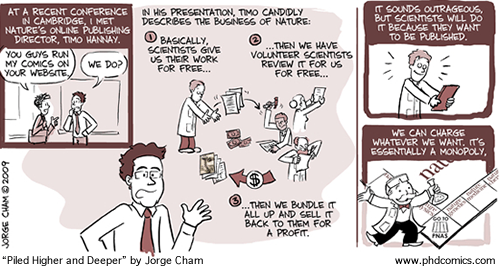 AT A RECENT CONFERENCE
IN CAMBRIDGE, I MET
NATURE'S ONLINE PUBLISHING
DIRECTOR, TIMO HANNAY.
YOU GUYS RUN
MY COMICS ON
YOUR WEBSITE.
WE DO?
IN HIS PRESENTATION, TIMO CANDIDLY
DESCRIBES THE BUSINESS OF NATURE:
1 BASICALLY,
SCIENTISTS GIVE
US THEIR WORK
FOR FREE...
2 ...THEN WE HAVE
VOLUNTEER SCIENTISTS
REVIEW IT FOR US
FOR FREE...
$
3 ...THEN WE BUNDLE IT
ALL UP AND SELL IT
BACK TO THEM FOR
A PROFIT.
IT SOUNDS OUTRAGEOUS,
BUT SCIENTISTS WILL DO
IT BECAUSE THEY WANT
TO BE PUBLISHED.
WE CAN CHARGE
WHATEVER WE WANT. IT'S
ESSENTIALLY A MONOPOLY.
GO TO
PNAS
JORGE CHAM © 2009
"Piled Higher and Deeper" by Jorge Cham
www.phdcomics.com